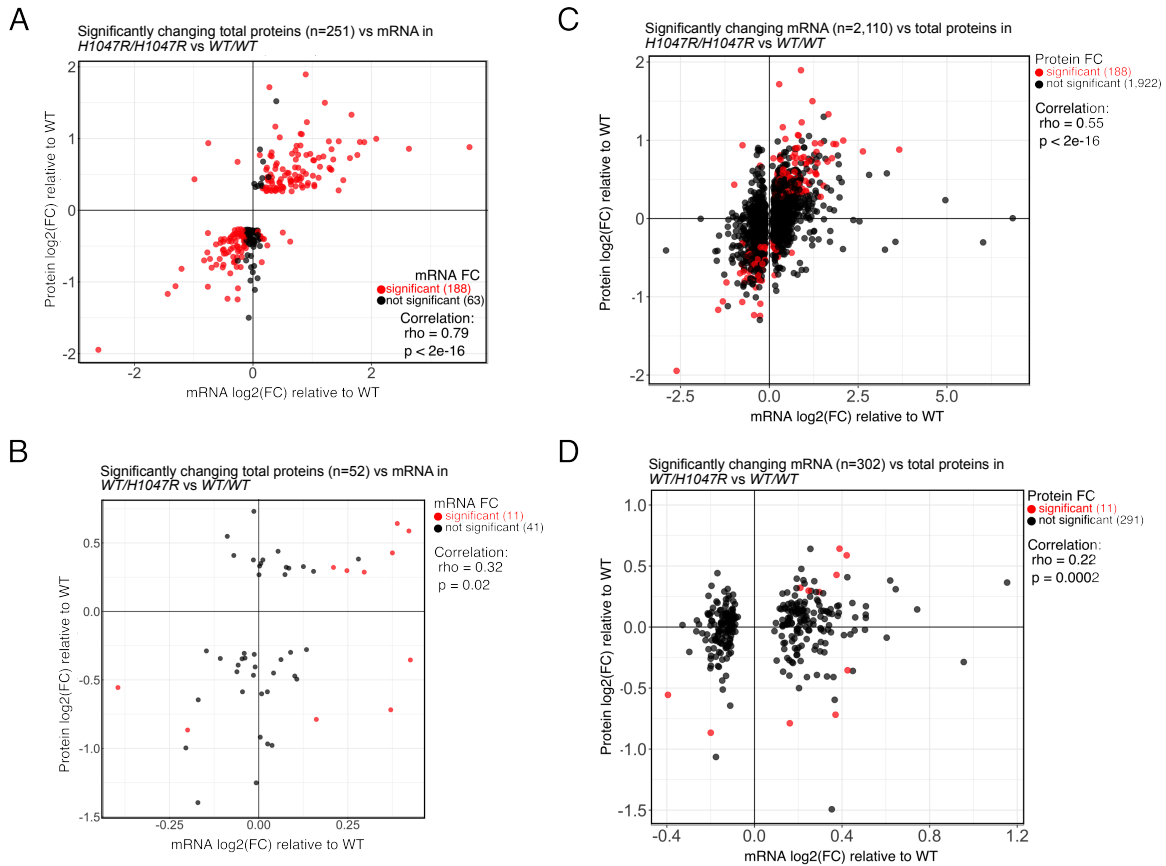 A
Significantly changing total proteins (n=251) vs mRNA in
H1047R/H1047R vs WT/WT
2
1
0
-1
-2
Protein log2(FC) relative to WT
mRNA FC
significant (188)
not significant (63)
Correlation:
rho = 0.79
p < 2e-16
-2
0
2
mRNA log2(FC) relative to WT
C
Significantly changing mRNA (n=2,110) vs total proteins in
H1047R/H1047R vs WT/WT
2
1
0
-1
-2
Protein log2(FC) relative to WT
Protein FC
significant (188)
not significant (1,922)
Correlation:
rho = 0.55
p < 2e-16
-2.5
0.0
2.5
5.0
mRNA log2(FC) relative to WT
B
Significantly changing total proteins (n=52) vs mRNA in
WT/H1047R vs WT/WT
0.5
0.0
-0.5
-1.0
-1.5
Protein log2(FC) relative to WT
mRNA FC
significant (11)
not significant (41)
Correlation:
rho = 0.32
p = 0.02
-0.25
0.00
0.25
mRNA log2(FC) relative to WT
D
Significantly changing mRNA (n=302) vs total proteins in
WT/H1047R vs WT/WT
1.0
0.5
0.0
-0.5
-1.0
-1.5
Protein log2(FC) relative to WT
Protein FC
significant (11)
not significant (291)
Correlation:
rho = 0.22
p = 0.0002
-0.4
0.0
0.4
0.8
1.2
mRNA log2(FC) relative to WT